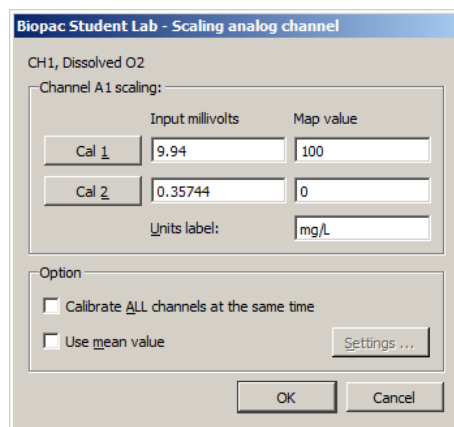 Biopac Student Lab - Scaling analog channel
CH1, Dissolved O2
Channel A1 scaling:
Input millivolts Map value
Cal 1 9.94 100
Cal 2 0.35744 0
Units label: mg/L
Option
Calibrate ALL channels at the same time
Use mean value Settings ...
OK Cancel